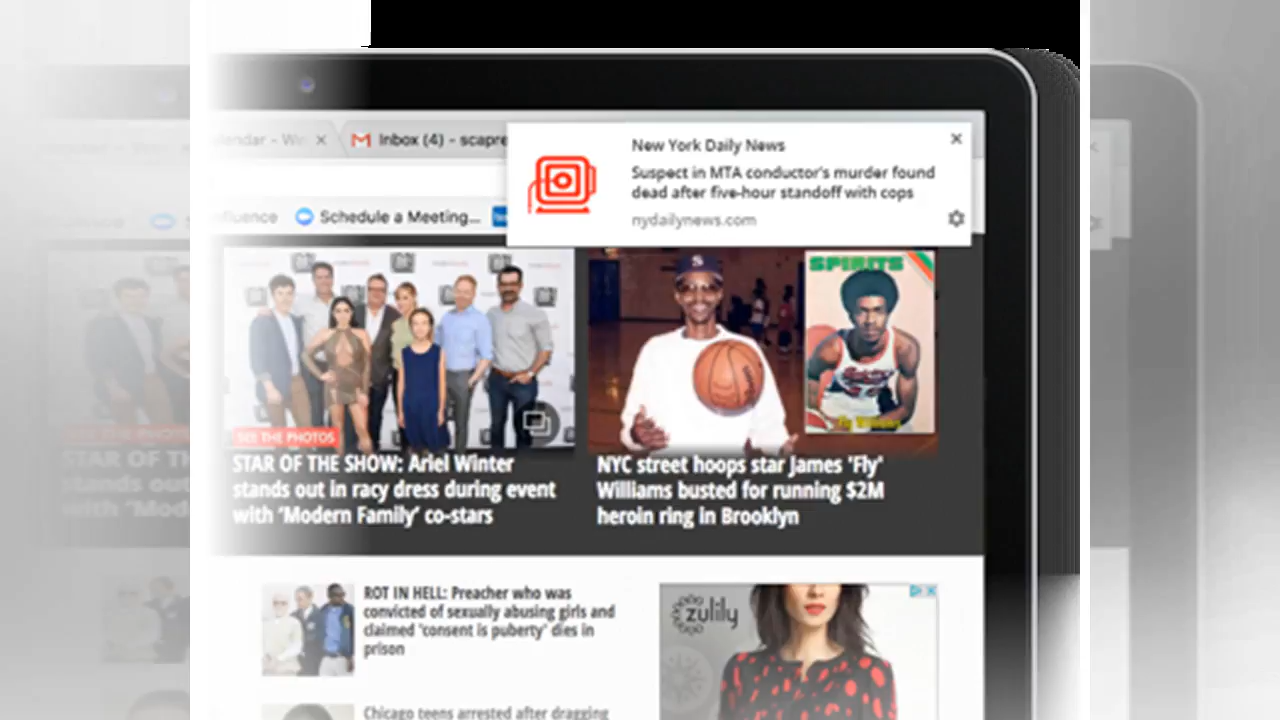 Inbox (4) - scapre
New York Daily News
Suspect in MTA conductor's murder found
dead after five-hour standoff with cops
nydailynews.com
Schedule a Meeting...
SPIRITS
SEE THE PHOTOS
STAR OF THE SHOW: Ariel Winter
stands out in racy dress during event
with 'Modern Family' co-stars
NYC street hoops star James 'Fly'
Williams busted for running $2M
heroin ring in Brooklyn
ROT IN HELL: Preacher who was
convicted of sexually abusing girls and
claimed 'consent is puberty' dies in
prison
zulily
Chicago teens arrested after dragging